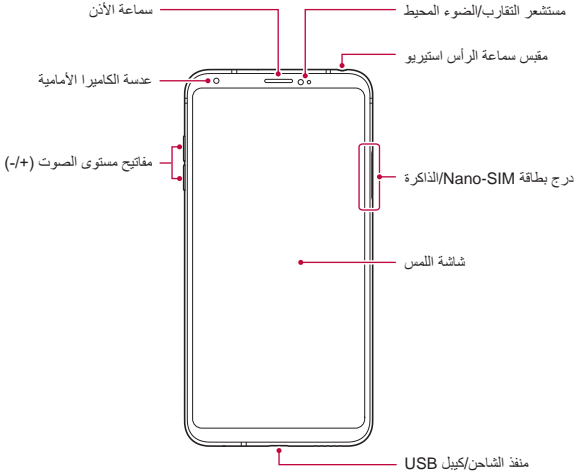 مستشعر التقارب/الضوء المحيط
سماعة الأذن
مقبس سماعة الرأس استيريو
عدسة الكاميرا الأمامية
مفاتيح مستوى الصوت (+/-)
درج بطاقة Nano-SIM/الذاكرة
شاشة اللمس
منفذ الشاحن/كيبل USB